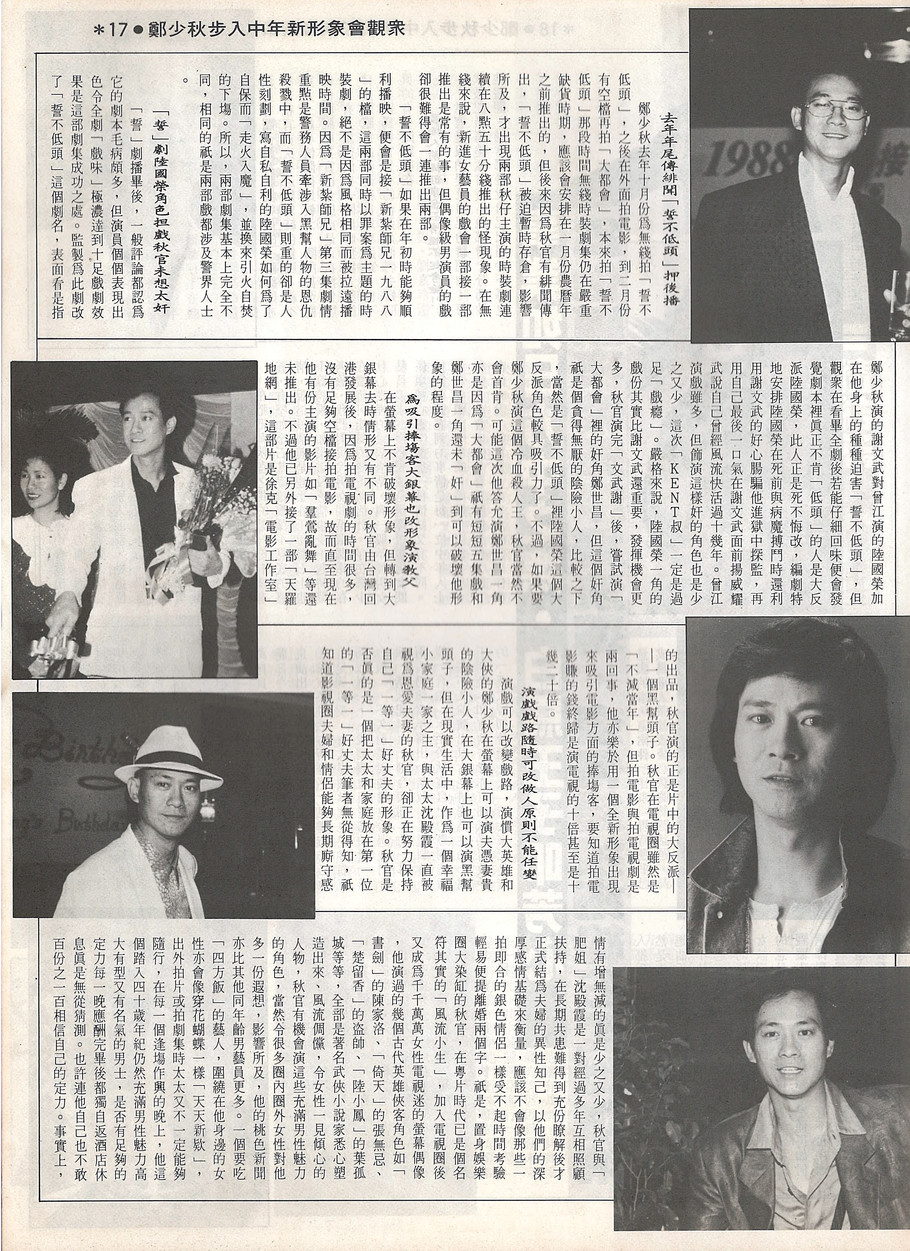 *17●鄭少秋步入中年新形象會觀衆
去年年尾傳緋聞「誓不低頭」押後播
鄭少秋去年十月份爲無綫拍「誓不
低頭」,之後在外面拍電影,到二月份
有空檔再拍「大都會」,本來拍「誓不
低頭」那段時間無綫時裝劇集仍在嚴重
缺貨時期,應該會安排在一月份農曆年
之前推出的,但後來因爲秋官有緋聞傳
出,「誓不低頭」被迫暫時存倉,影響
所及,才出現兩部秋仔主演的時裝劇連
續在八點五十分綫推出的怪現象。在無
綫來說,新進女藝員的戲會一部接一部
推出是常有的事,但偶像級男演員的戲
卻很難得會一連推出兩部。
「誓不低頭」如果在年初時能夠順
利播映,便會是接「新紮師兄一九八八
」的檔,這兩部同時以罪案爲主題的時
裝劇,絕不是因爲風格相同而被拉遠播
映時間。因爲「新紮師兄」第三集劇情
重點是警務人員牽涉入黑幫人物的恩仇
殺戮中,而「誓不低頭」則重的卻是人
性刻劃,寫自私自利的陸國榮如何爲了
自保而「走火入魔」,並換來引火自焚
的下塲。所以,兩部劇集基本上完全不
同,相同的祇是兩部戲都涉及警界人士
。
「誓」劇陸國榮角色担戲秋官未想太奸
「誓」劇播畢後,一般評論都認爲
它的劇本毛病頗多,但演員個個表現出
色令全劇「戲味」極濃達到十足戲劇效
果是這部劇集成功之處。監製爲此劇改
了「誓不低頭」這個劇名,表面看是指
鄭少秋演的謝文武對曾江演的陸國榮加
在他身上的種種迫害「誓不低頭」,但
觀衆在看畢全劇後若能仔細回味便會發
覺劇本裡眞正不肯「低頭」的人是大反
派陸國榮,此人正是死不悔改,編劇特
地安排陸國榮在死前與病魔搏鬥時還利
用謝文武的好心腸騙他進獄中探監,再
用自己最後一口氣在謝文武面前揚威耀
武說自己曾經風流快活過十幾年。曾江
演戲雖多,但飾演這樣奸的角色也是少
之又少,這次「KENT叔」一定是過
足「戲癮」。嚴格來說,陸國榮一角的
戲份其實比謝文武還重要,發揮機會更
多,秋官演完「文武謝」後,嘗試演「
大都會」裡的奸角鄭世昌,但這個奸角
祇是個貪得無厭的陰險小人,比較之下
,當然是「誓不低頭」裡陸國榮這個大
反派角色較具吸引力了。不過,如果要
鄭少秋演這個冷血殺人王,秋官當然不
會首肯。可能這次他答允演鄭世昌一角
亦是因爲「大都會」祇有短短五集戲和
鄭世昌一角還未「奸」到可以破壞他形
象的程度。
爲吸引捧塲客大銀幕也改形象演教父
在螢幕上不肯破壞形象,但轉到大
銀幕去時情形又有不同。秋官由台灣回
港發展後,因爲拍電視劇的時間很多,
沒有足夠空檔接拍電影,故而直至現在
他有份主演的影片如「羣鶯亂舞」等還
未推出。不過他已另外接了一部「天羅
地網」,這部片是徐克「電影工作室」
的出品,秋官演的正是片中的大反派—
—一個黑幫頭子。秋官在電視圈雖然是
「不減當年」,但拍電影與拍電視劇是
兩回事,他亦樂於用一個全新形象出現
來吸引電影方面的捧塲客,要知道拍電
影賺的錢終歸是演電視的十倍甚至是十
幾二十倍。
演戲戲路隨時可改做人原則不能任變
演戲可以改變戲路,演慣大英雄和
大俠的鄭少秋在螢幕上可以演夫憑妻貴
的陰險小人,在大銀幕上也可以演黑幫
頭子,但在現實生活中,作爲一個幸福
小家庭一家之主,與太太沈殿霞一直被
視爲恩愛夫妻的秋官,卻正在努力保持
自己「一等一」好丈夫的形象。秋官是
否眞的是一個把太太和家庭放在第一位
的「一等一」好丈夫筆者無從得知,祇
知道影視圈夫婦和情侶能夠長期廝守感
情有增無減的眞是少之又少,秋官與「
肥姐」沈殿霞是一對經過多年互相照顧
扶持,在長期共患難得到充份瞭解後才
正式結爲夫婦的異性知己,以他們的深
厚感情基礎來衡量,應該不會像那些一
拍即合的銀色情侶一樣受不起時間考驗
輕易便提離婚兩個字。祇是,置身娛樂
圈大染缸的秋官,在粵片時代已是個名
符其實的「風流小生」,加入電視圈後
又成爲千千萬萬女性電視迷的螢幕偶像
,他演過的幾個古代英雄俠客角色如「
書劍」的陳家洛、「倚天」的張無忌、
「楚留香」的盜帥、「陸小鳳」的葉孤
城等等,全部是著名武俠小說家悉心塑
造出來、風流倜儻,令女性一見傾心的
人物,秋官有機會演這些充滿男性魅力
的角色,當然令很多圈內圈外女性對他
多一份遐想,影響所及,他的桃色新聞
亦比其他同年齡男藝員更多。一個要吃
「四方飯」的藝人,圍繞在他身邊的女
性亦會像穿花蝴蝶一樣「天天新欵」,
出外拍片或拍劇集時太太又不一定能夠
隨行,在每一個逢塲作興的晚上,他這
個踏入四十歲年紀仍然充滿男性魅力高
大有型又有名氣的男士,是否有足夠的
定力每一晚應酬完畢後都獨自返酒店休
息眞是無從猜測。也許連他自己也不敢
百份之一百相信自己的定力。事實上,
1988
接
Birth
Birthday